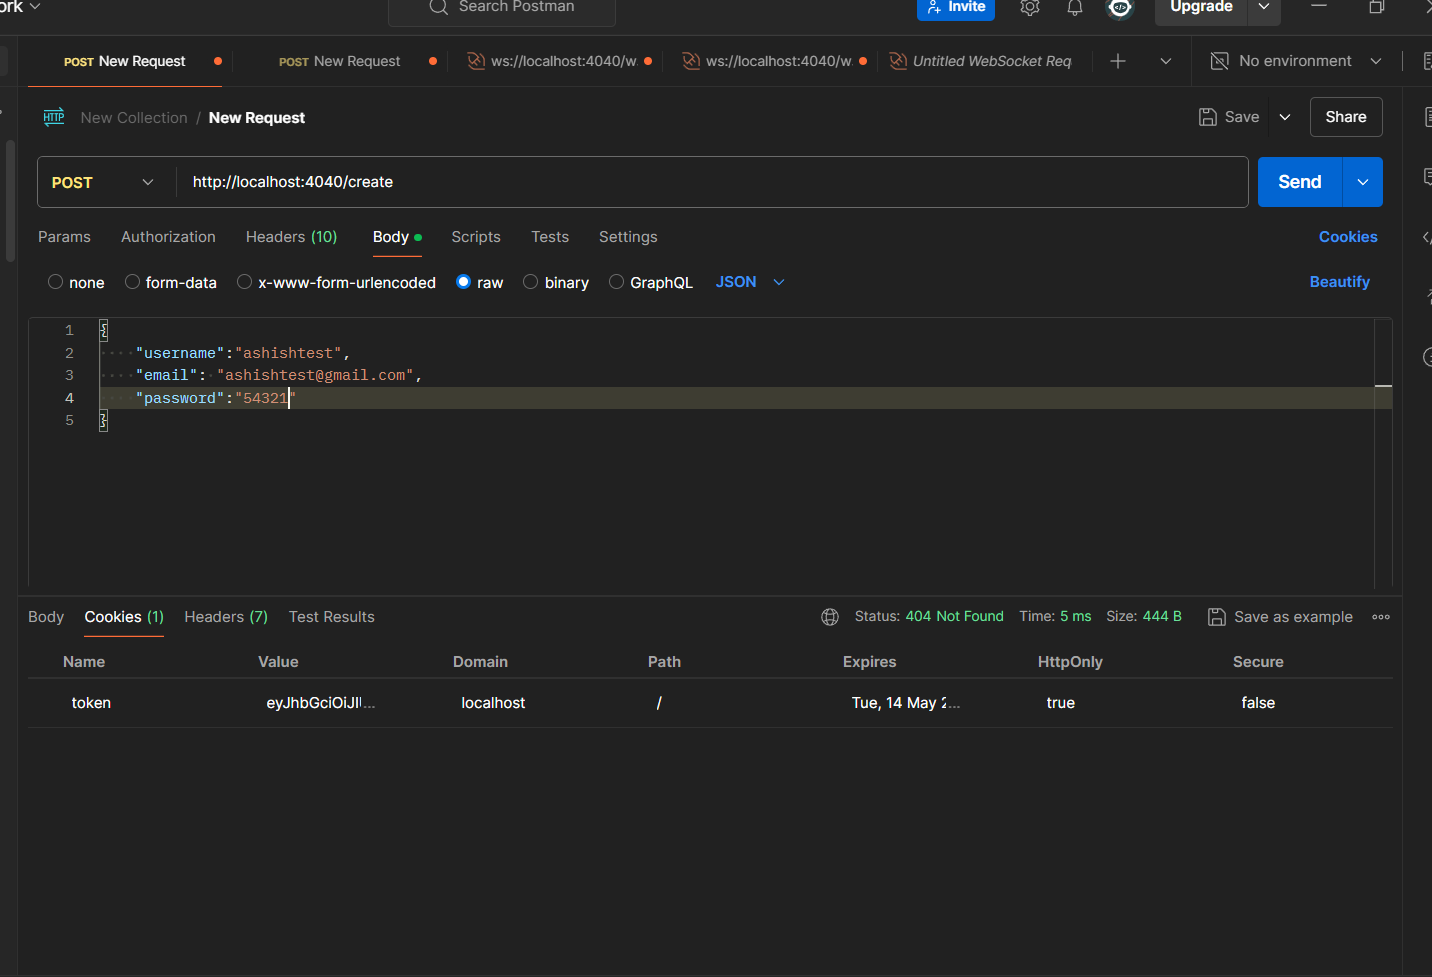 ork
Search Postman
Invite
Upgrade
POST New Request
POST New Request
ws://localhost:4040/w
ws://localhost:4040/w
Untitled WebSocket Req
No environment
HTTP
New Collection / New Request
Save
Share
POST
http://localhost:4040/create
Send
Params
Authorization
Headers (10)
Body
Scripts
Tests
Settings
Cookies
none
form-data
x-www-form-urlencoded
raw
binary
GraphQL
JSON
Beautify
1 {
2 "username":"ashishtest",
3 "email": "ashishtest@gmail.com",
4 "password":"54321"
5 }
Body
Cookies (1)
Headers (7)
Test Results
Status: 404 Not Found
Time: 5 ms
Size: 444 B
Save as example
Name Value Domain Path Expires HttpOnly Secure
token eyJhbGciOiJI... localhost / Tue, 14 May 2... true false